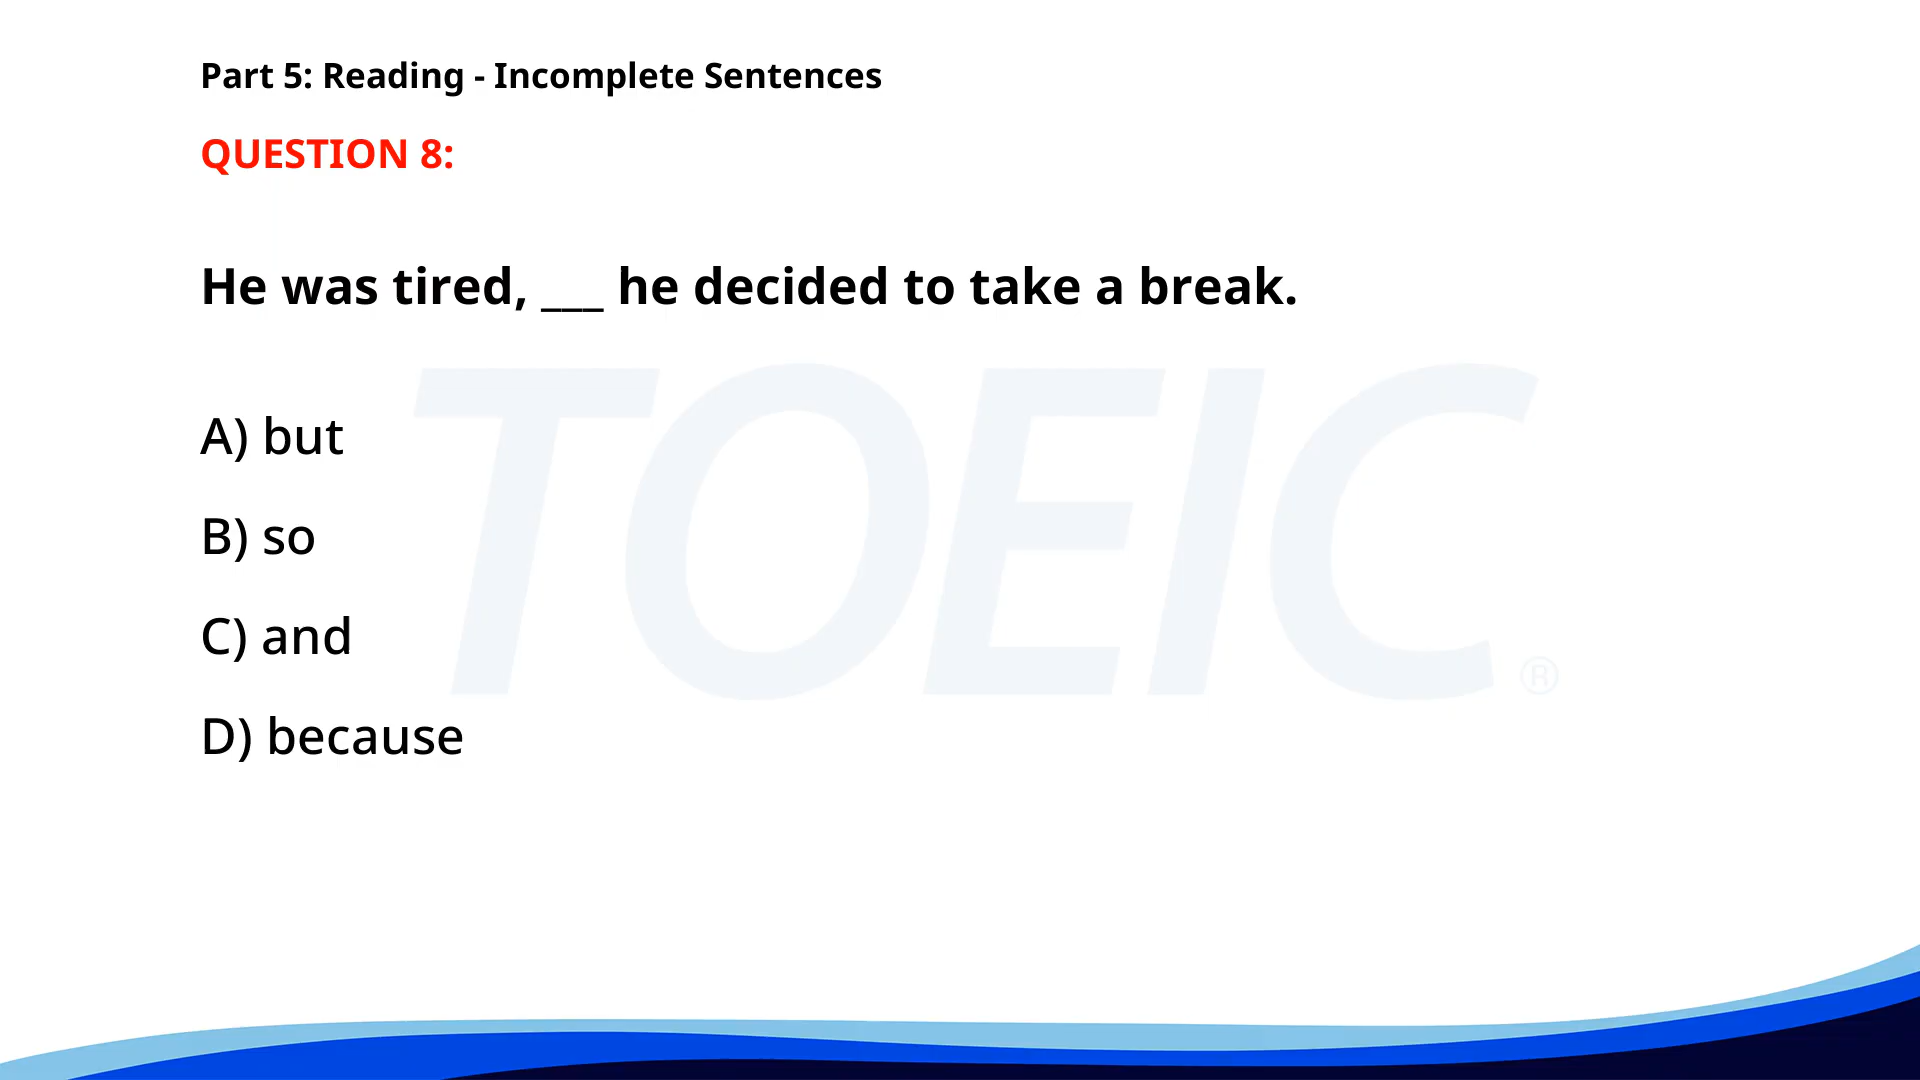 Part 5: Reading - Incomplete Sentences
QUESTION 8:
He was tired, ___ he decided to take a break.
TOEIC®
A) but
B) so
C) and
D) because